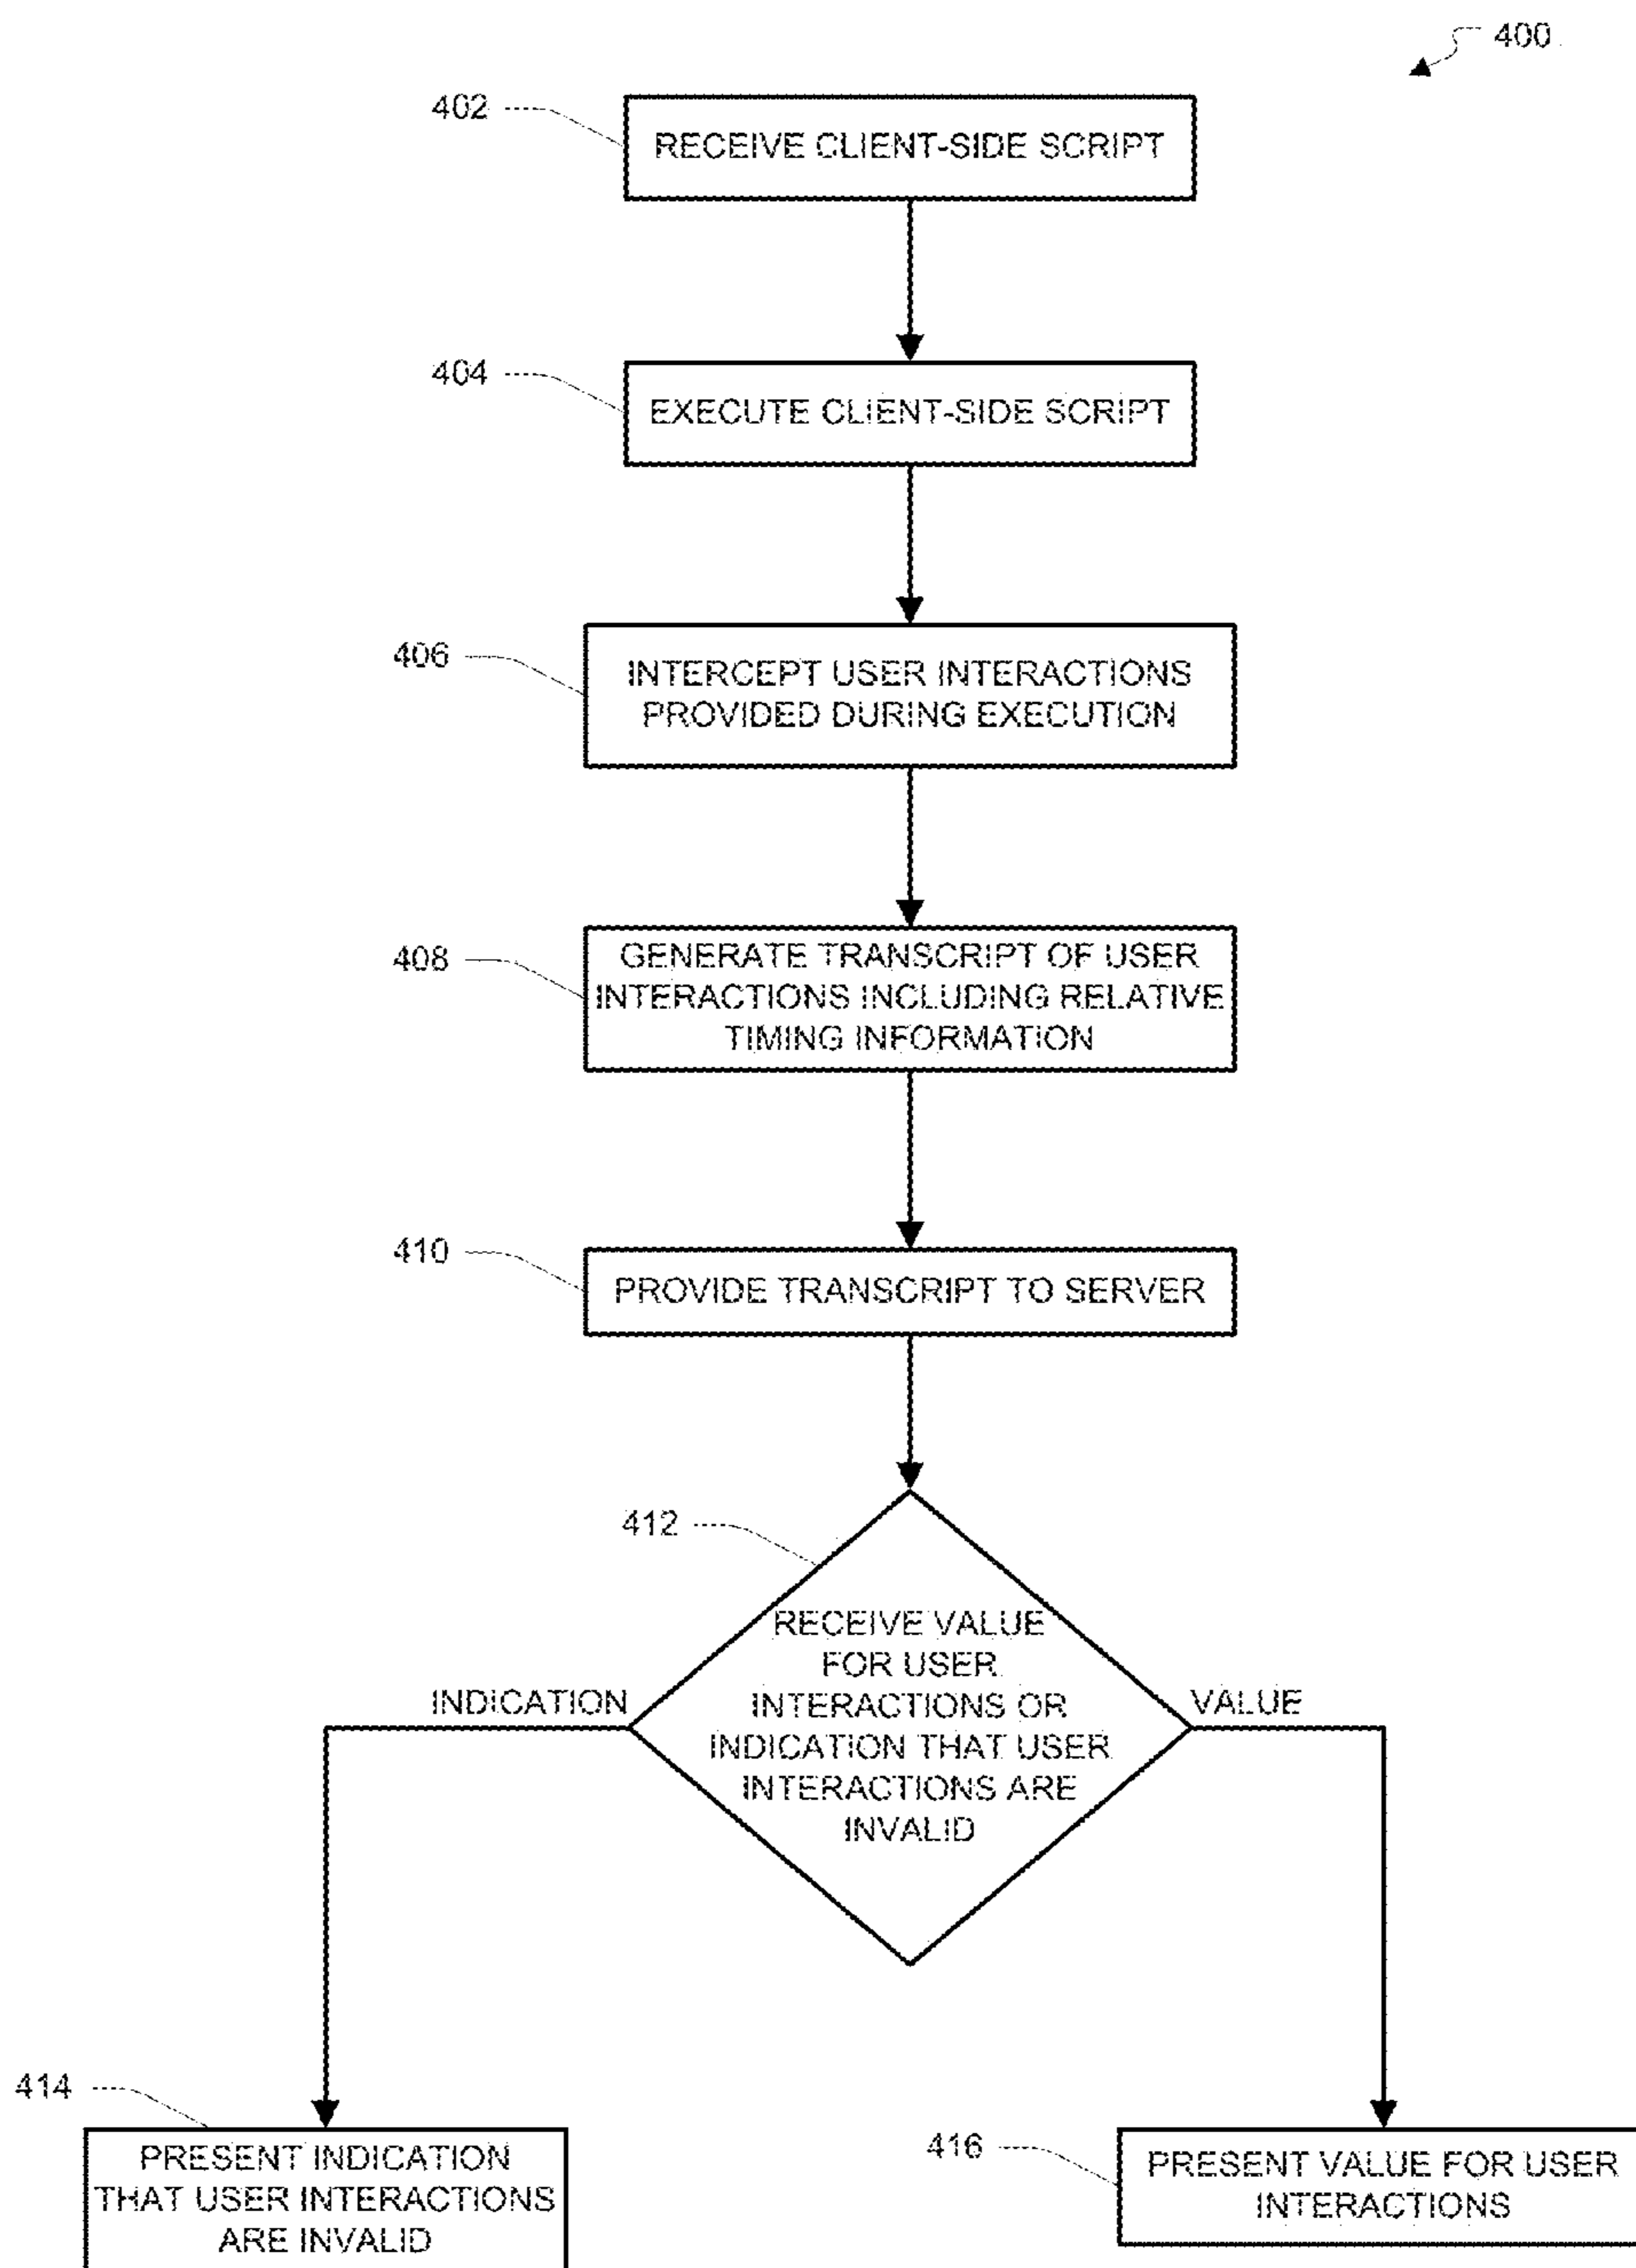 400
402
RECEIVE CLIENT-SIDE SCRIPT
404
EXECUTE CLIENT-SIDE SCRIPT
406
INTERCEPT USER INTERACTIONS
PROVIDED DURING EXECUTION
408
GENERATE TRANSCRIPT OF USER
INTERACTIONS INCLUDING RELATIVE
TIMING INFORMATION
410
PROVIDE TRANSCRIPT TO SERVER
412
RECEIVE VALUE
FOR USER
INTERACTIONS OR
INDICATION THAT USER
INTERACTIONS ARE
INVALID
INDICATION
VALUE
414
PRESENT INDICATION
THAT USER INTERACTIONS
ARE INVALID
416
PRESENT VALUE FOR USER
INTERACTIONS